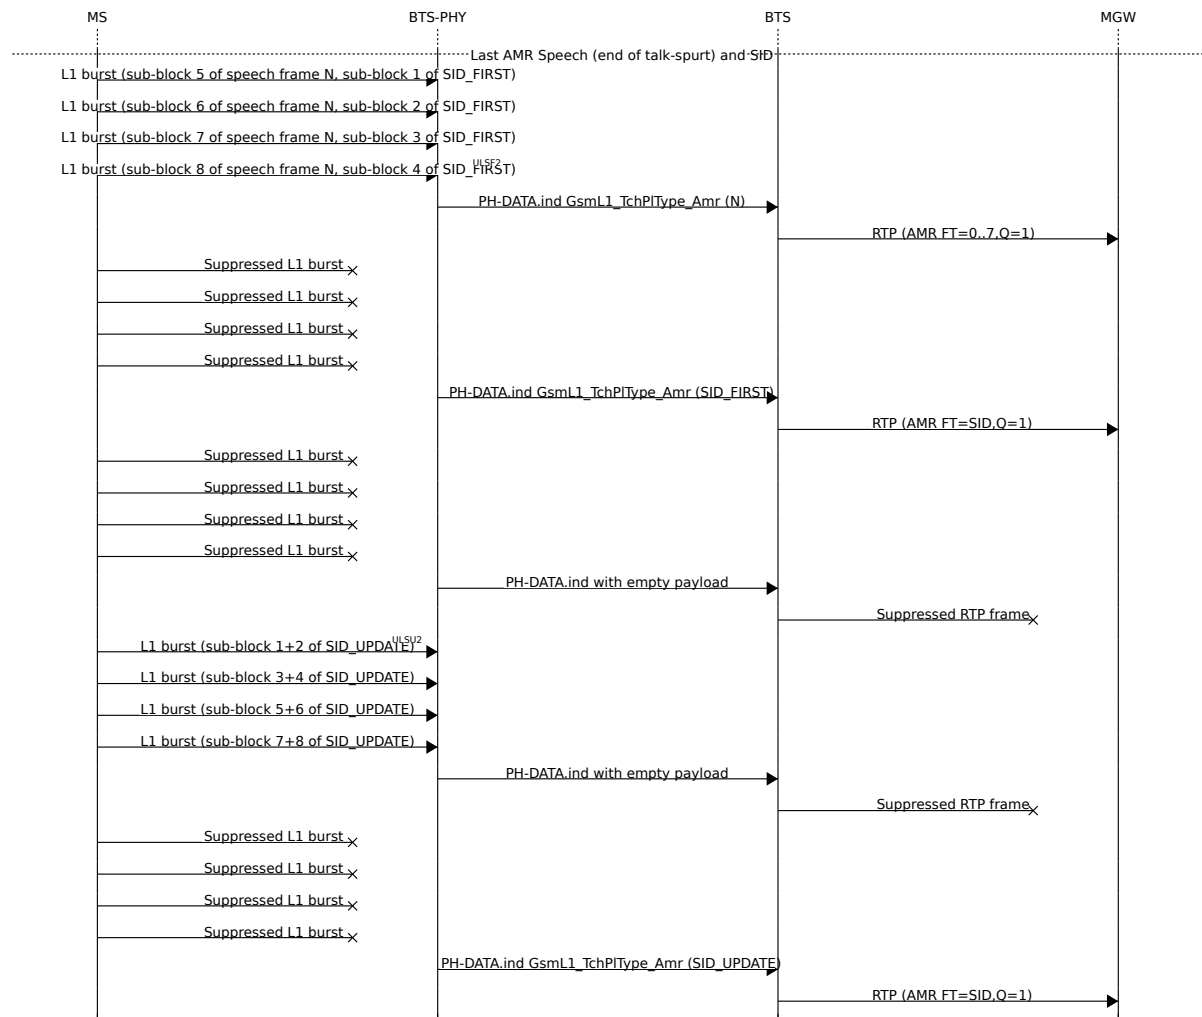 MS BTS-PHY BTS MGW
Last AMR Speech (end of talk-spurt) and SID
L1 burst (sub-block 5 of speech frame N, sub-block 1 of SID_FIRST)
L1 burst (sub-block 6 of speech frame N, sub-block 2 of SID_FIRST)
L1 burst (sub-block 7 of speech frame N, sub-block 3 of SID_FIRST)
ULSF2
L1 burst (sub-block 8 of speech frame N, sub-block 4 of SID_FIRST)
PH-DATA.ind GsmL1_TchPlType_Amr (N)
RTP (AMR FT=0..7,Q=1)
Suppressed L1 burst
Suppressed L1 burst
Suppressed L1 burst
Suppressed L1 burst
PH-DATA.ind GsmL1_TchPlType_Amr (SID_FIRST)
RTP (AMR FT=SID,Q=1)
Suppressed L1 burst
Suppressed L1 burst
Suppressed L1 burst
Suppressed L1 burst
PH-DATA.ind with empty payload
Suppressed RTP frame
ULSU2
L1 burst (sub-block 1+2 of SID_UPDATE)
L1 burst (sub-block 3+4 of SID_UPDATE)
L1 burst (sub-block 5+6 of SID_UPDATE)
L1 burst (sub-block 7+8 of SID_UPDATE)
PH-DATA.ind with empty payload
Suppressed RTP frame
Suppressed L1 burst
Suppressed L1 burst
Suppressed L1 burst
Suppressed L1 burst
PH-DATA.ind GsmL1_TchPlType_Amr (SID_UPDATE)
RTP (AMR FT=SID,Q=1)